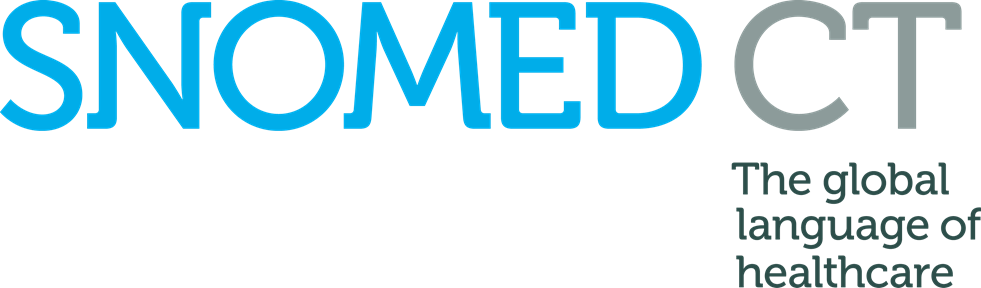 SNOMED CT
The global
language of
healthcare